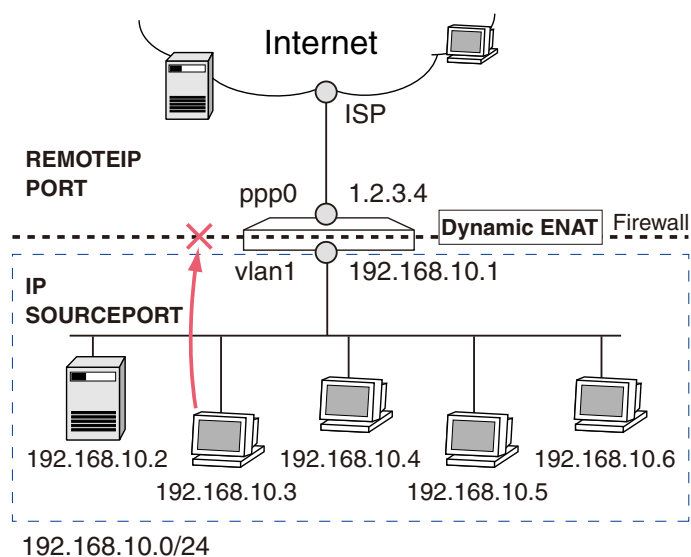 Internet
ISP
REMOTEIP
PORT
ppp0 1.2.3.4
Dynamic ENAT Firewall
vlan1 192.168.10.1
IP
SOURCEPORT
192.168.10.2 192.168.10.4 192.168.10.6
192.168.10.3 192.168.10.5
192.168.10.0/24